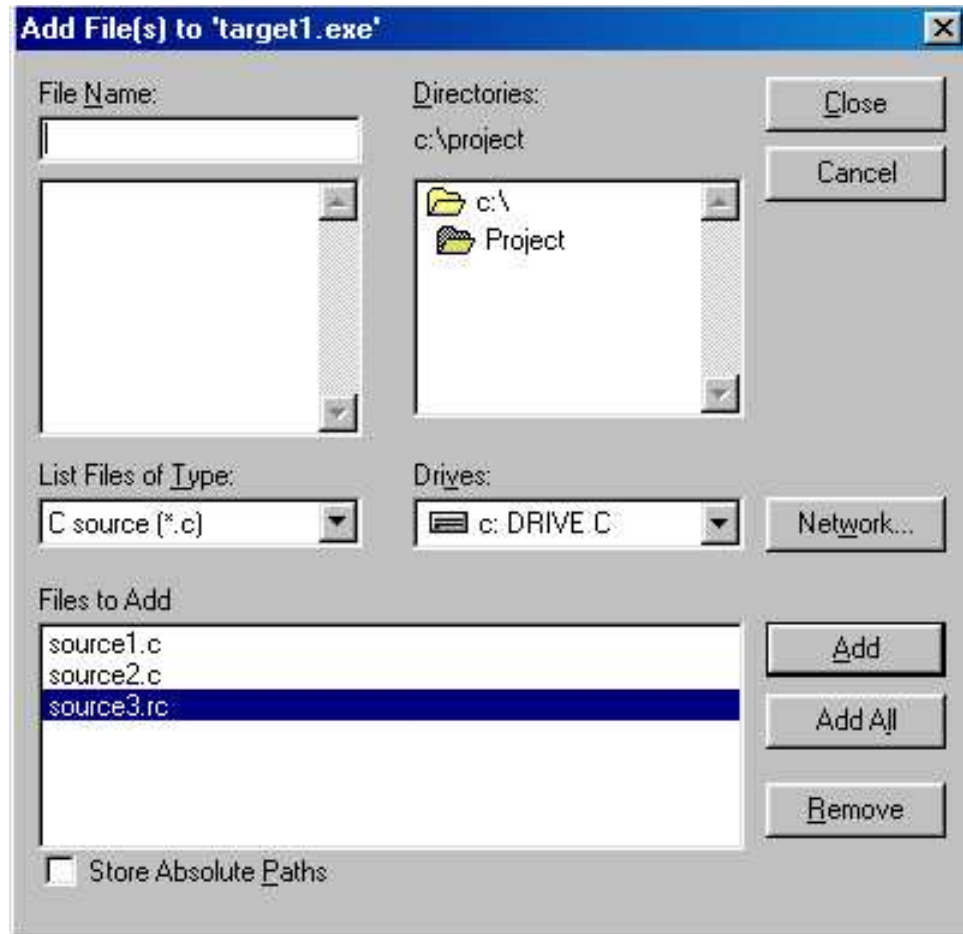 Add File(s) to 'target1.exe'
File Name:
Directories:
c:\project
Close
Cancel
c:\
Project
List Files of Type:
C source (*.c)
Drives:
c: DRIVE C
Network...
Files to Add
source1.c
source2.c
source3.rc
Add
Add All
Remove
Store Absolute Paths